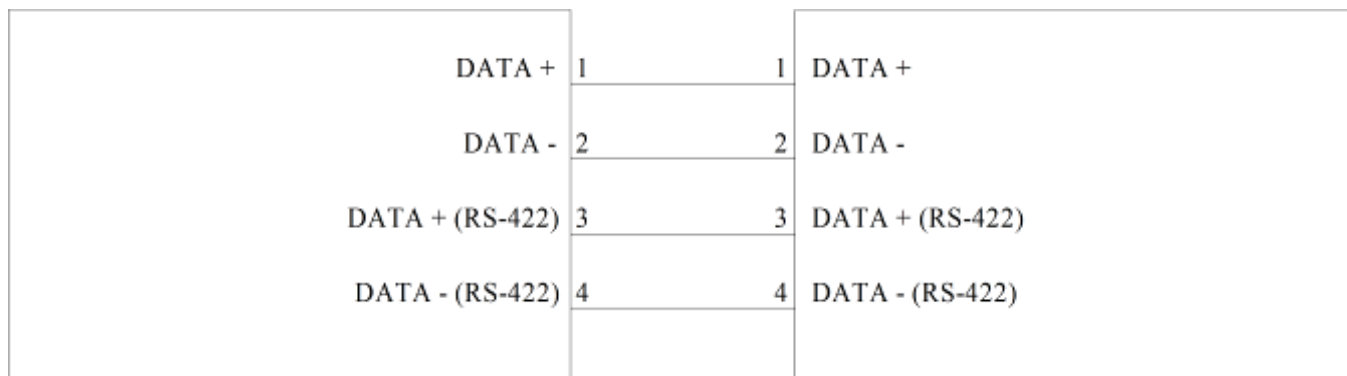 DATA + 1 1 DATA +
DATA - 2 2 DATA -
DATA + (RS-422) 3 3 DATA + (RS-422)
DATA - (RS-422) 4 4 DATA - (RS-422)